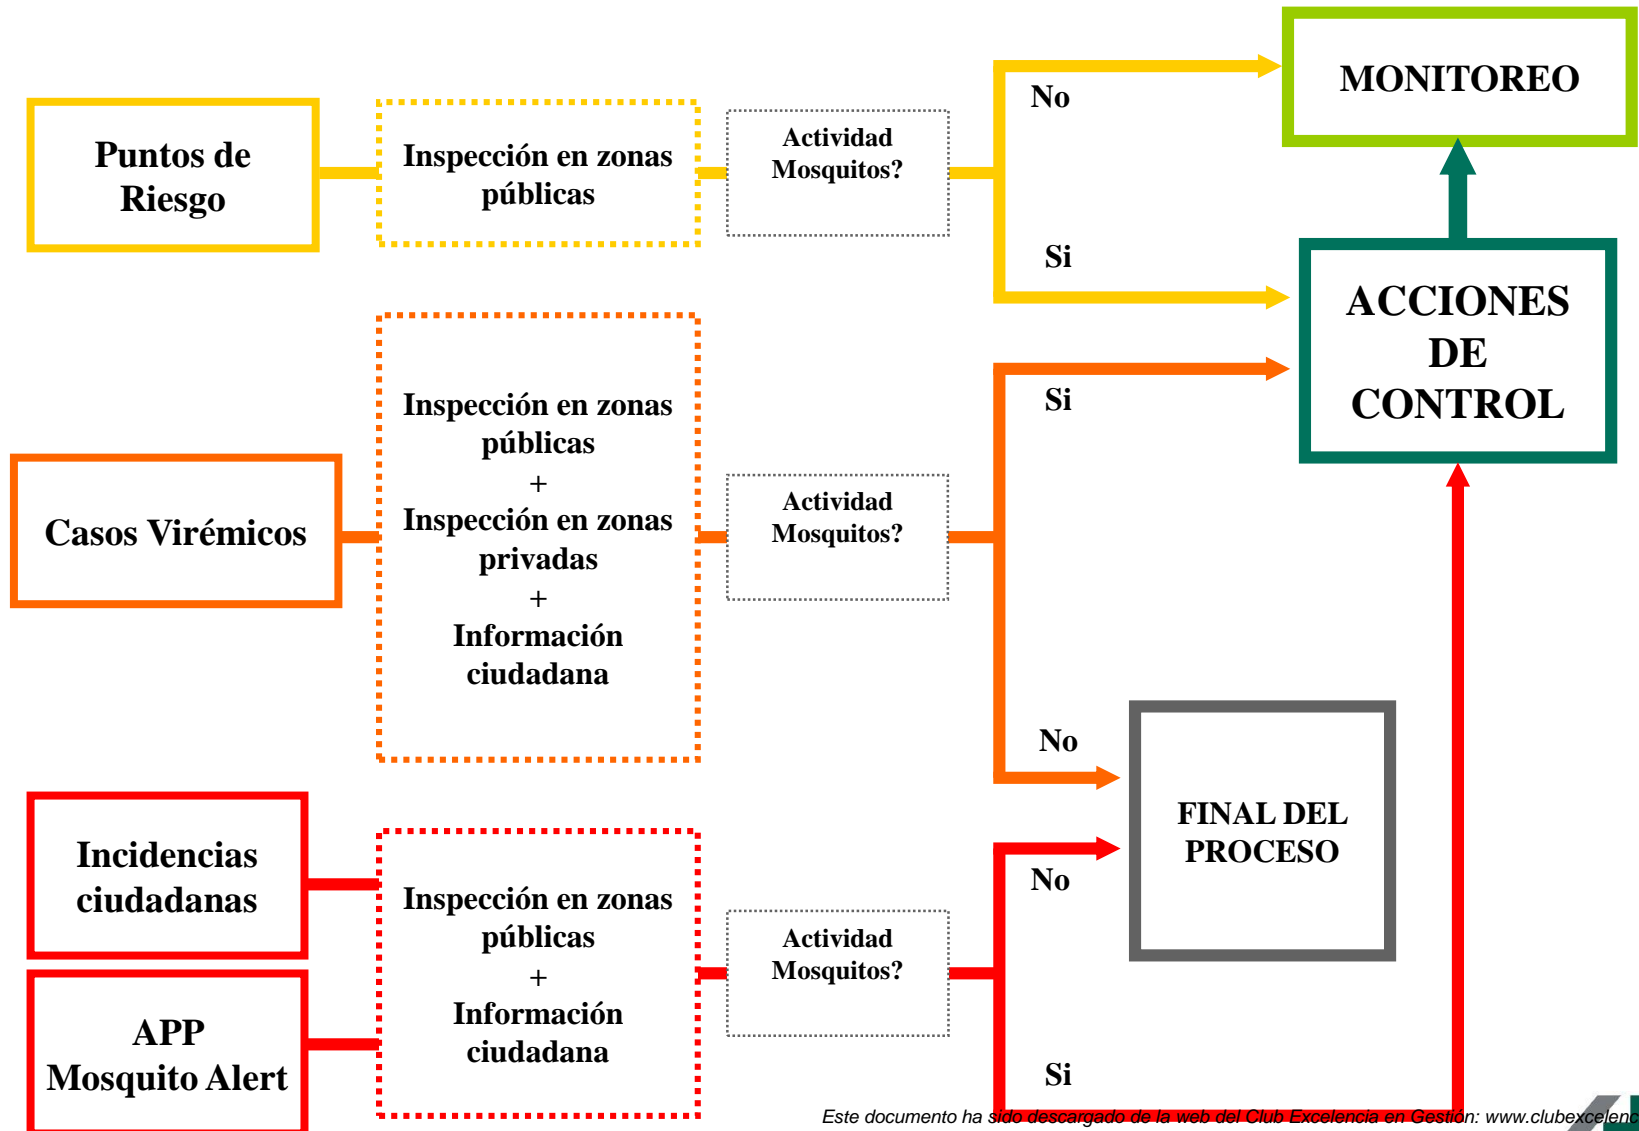 Puntos de
Riesgo
Inspección en zonas
públicas
Actividad
Mosquitos?
No
Si
MONITOREO
ACCIONES
DE
CONTROL
Casos Virémicos
Inspección en zonas
públicas
+
Inspección en zonas
privadas
+
Información
ciudadana
Actividad
Mosquitos?
Si
No
FINAL DEL
PROCESO
Incidencias
ciudadanas
APP
Mosquito Alert
Inspección en zonas
públicas
+
Información
ciudadana
Actividad
Mosquitos?
No
Si
Este documento ha sido descargado de la web del Club Excelencia en Gestión: www.clubexcelenc